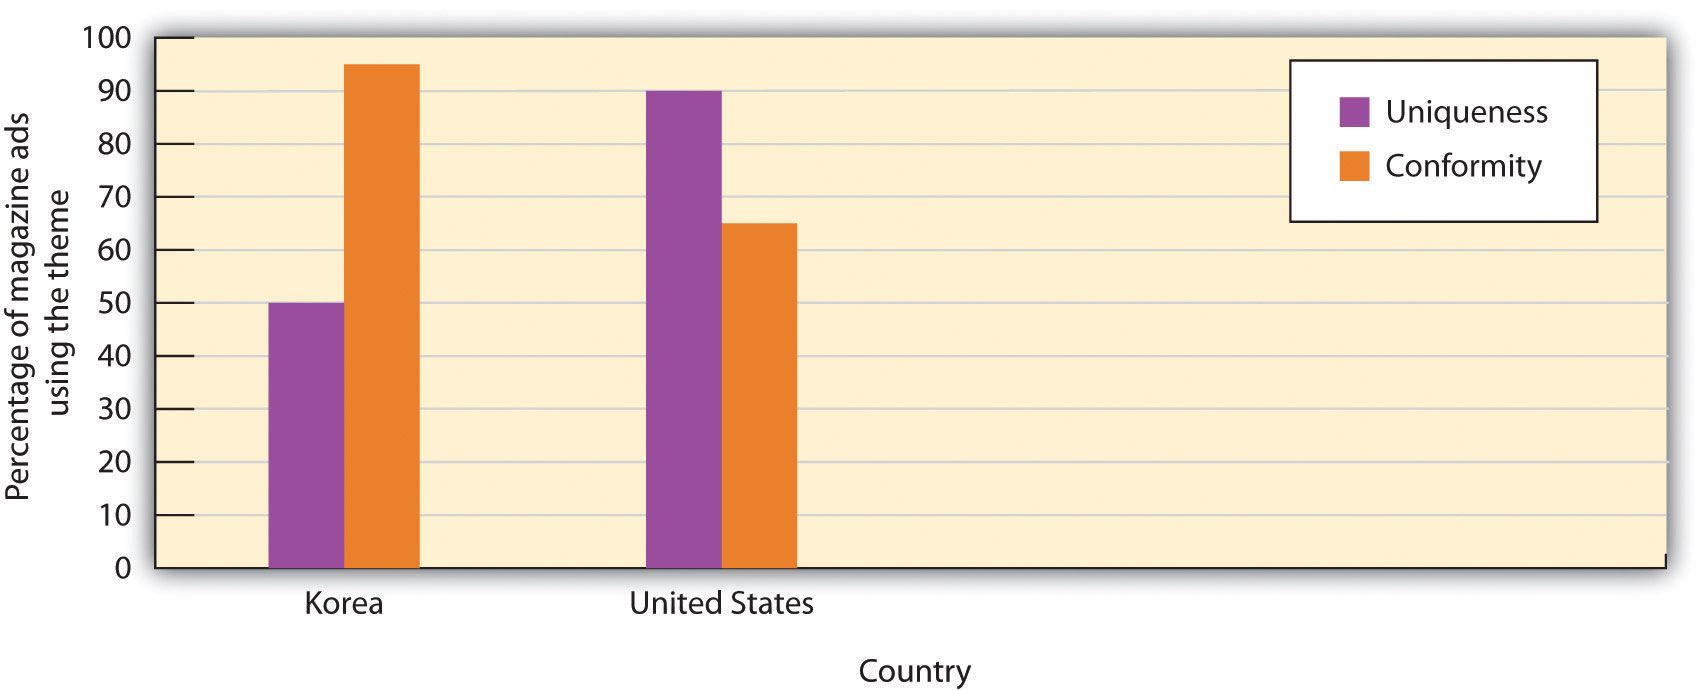 Percentage of magazine ads
using the theme
100
90
80
70
60
50
40
30
20
10
0
Uniqueness
Conformity
Korea
United States
Country